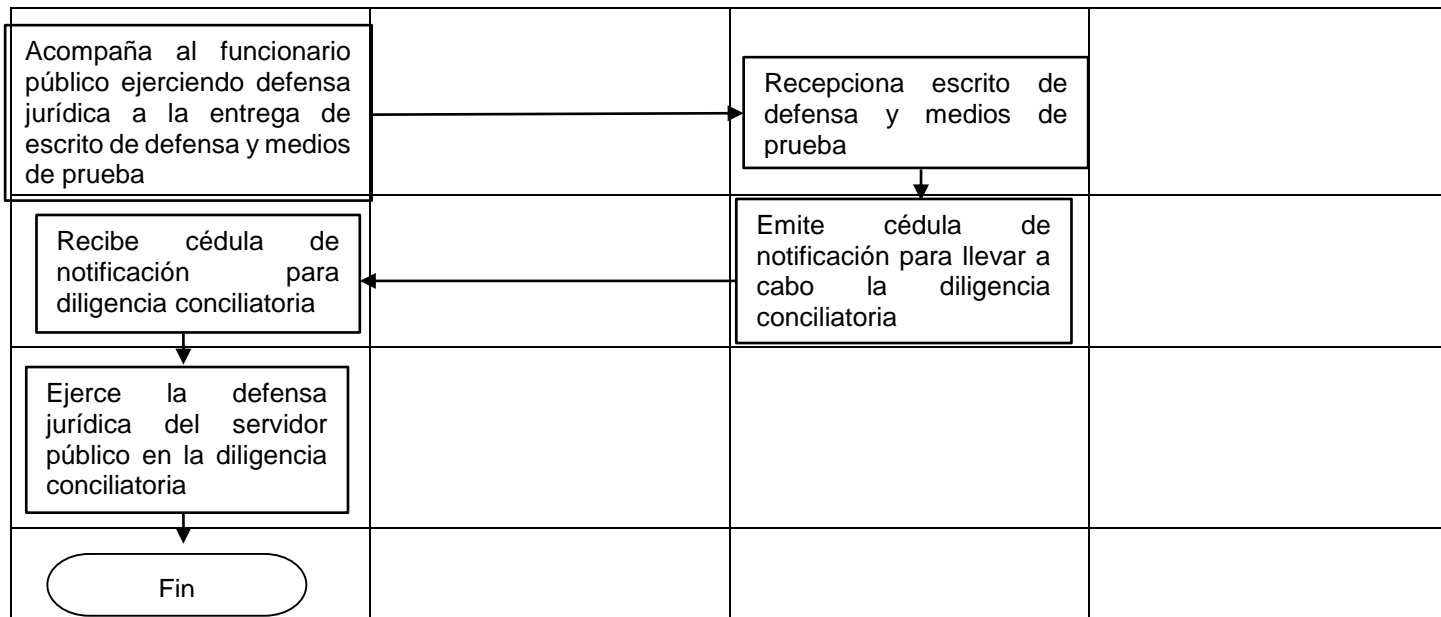 Acompaña al funcionario
público ejerciendo defensa
jurídica a la entrega de
escrito de defensa y medios
de prueba
Recepciona escrito de
defensa y medios de
prueba
Emite cédula de
notificación para llevar a
cabo la diligencia
conciliatoria
Recibe cédula de
notificación para
diligencia conciliatoria
Ejerce la defensa
jurídica del servidor
público en la diligencia
conciliatoria
Fin